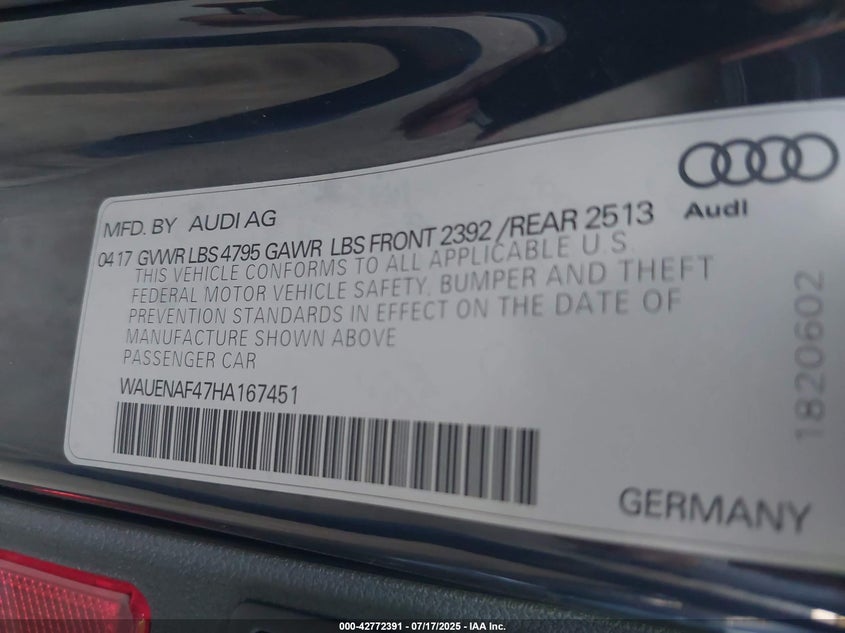 Audi
MFD. BY AUDI AG
04 17 GVWR LBS 4795 GAWR LBS FRONT 2392 /REAR 2513
THIS VEHICLE CONFORMS TO ALL APPLICABLE U.S.
FEDERAL MOTOR VEHICLE SAFETY, BUMPER AND THEFT
PREVENTION STANDARDS IN EFFECT ON THE DATE OF
MANUFACTURE SHOWN ABOVE
PASSENGER CAR
WAUENAF47HA167451
1820602
GERMANY
000-42772391 - 07/17/2025 - IAA Inc.